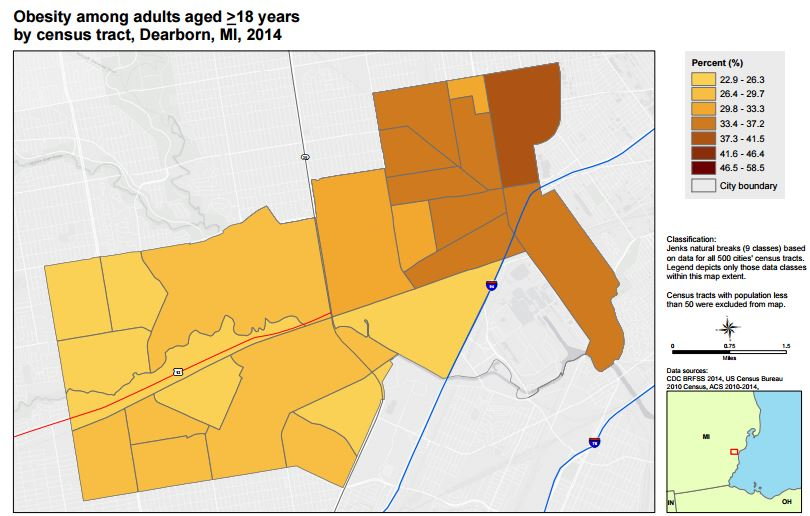 Obesity among adults aged ≥18 years
by census tract, Dearborn, MI, 2014
Percent (%)
22.9 - 26.3
26.4 - 29.7
29.8 - 33.3
33.4 - 37.2
37.3 - 41.5
41.6 - 46.4
46.5 - 58.5
City boundary
94
12
75
Classification:
Jenks natural breaks (9 classes) based
on data for all 500 cities' census tracts.
Legend depicts only those data classes
within this map extent.
Census tracts with population less
than 50 were excluded from map.
0 0.75 1.5
Miles
Data sources:
CDC BRFSS 2014, US Census Bureau
2010 Census, ACS 2010-2014,
MI
IN
OH